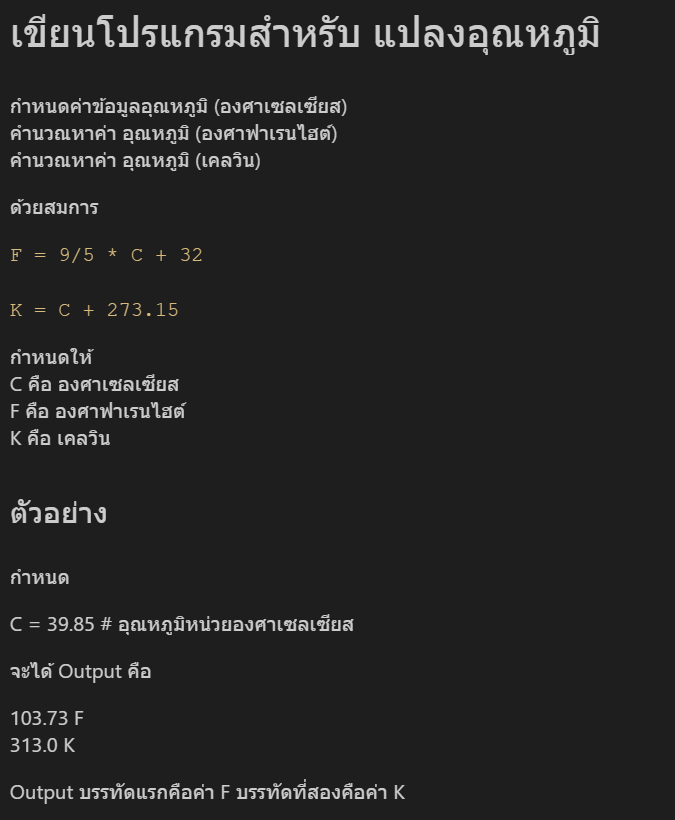 เขียนโปรแกรมสำหรับ แปลงอุณหภูมิ
กำหนดค่าข้อมูลอุณหภูมิ (องศาเซลเซียส)
คำนวณหาค่า อุณหภูมิ (องศาฟาเรนไฮต์)
คำนวณหาค่า อุณหภูมิ (เคลวิน)
ด้วยสมการ
F = 9/5 * C + 32
K = C + 273.15
กำหนดให้
C คือ องศาเซลเซียส
F คือ องศาฟาเรนไฮต์
K คือ เคลวิน
ตัวอย่าง
กำหนด
C = 39.85 # อุณหภูมิหน่วยองศาเซลเซียส
จะได้ Output คือ
103.73 F
313.0 K
Output บรรทัดแรกคือค่า F บรรทัดที่สองคือค่า K